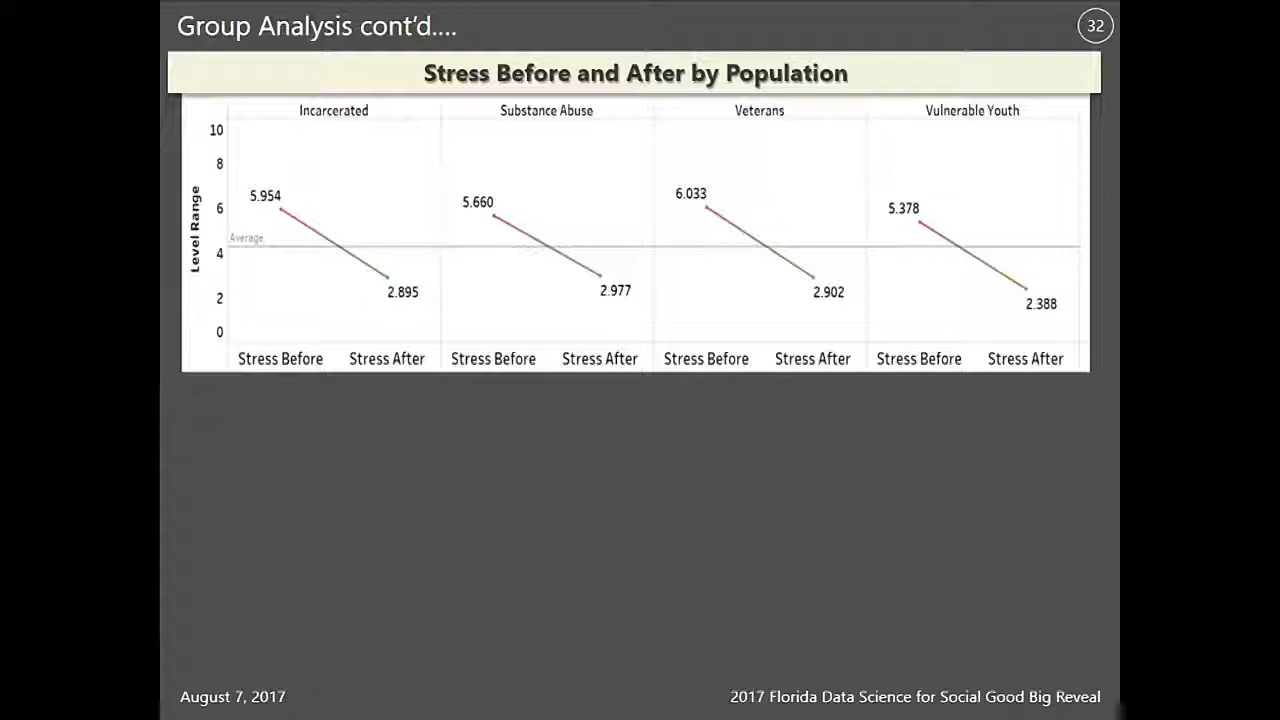 Group Analysis cont'd.... 32
Stress Before and After by Population
Incarcerated Substance Abuse Veterans Vulnerable Youth
10
8
6
4
2
0
Level Range
Average
5.954 2.895
5.660 2.977
6.033 2.902
5.378 2.388
Stress Before Stress After Stress Before Stress After Stress Before Stress After Stress Before Stress After
August 7, 2017 2017 Florida Data Science for Social Good Big Reveal